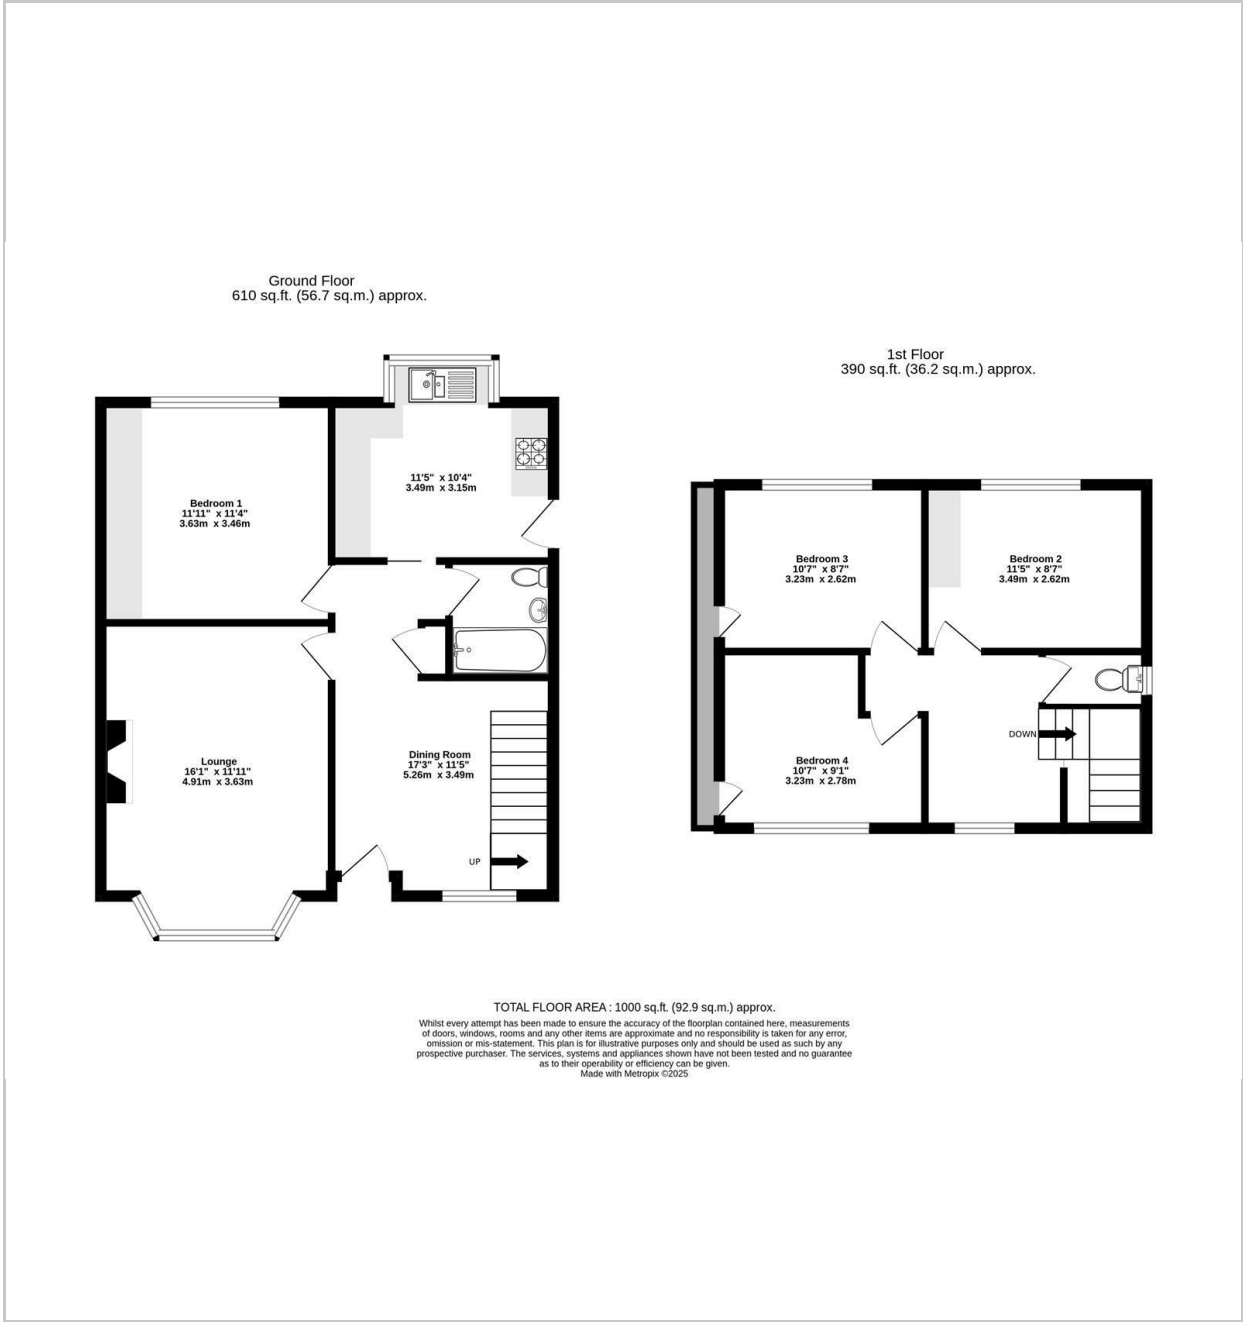 Ground Floor
610 sq.ft. (56.7 sq.m.) approx.
1st Floor
390 sq.ft. (36.2 sq.m.) approx.
11'5"  x 10'4"
3.49m  x 3.15m
Bedroom 1
11'11"  x 11'4"
3.63m  x 3.46m
Lounge
16'1"  x 11'11"
4.91m  x 3.63m
Dining Room
17'3"  x 11'5"
5.26m  x 3.49m
UP
Bedroom 3
10'7"  x 8'7"
3.23m  x 2.62m
Bedroom 2
11'5"  x 8'7"
3.49m  x 2.62m
DOWN
Bedroom 4
10'7"  x 9'1"
3.23m  x 2.78m
TOTAL FLOOR AREA : 1000 sq.ft. (92.9 sq.m.) approx.
Whilst every attempt has been made to ensure the accuracy of the floorplan contained here, measurements
of doors, windows, rooms and any other items are approximate and no responsibility is taken for any error,
omission or mis-statement. This plan is for illustrative purposes only and should be used as such by any
prospective purchaser. The services, systems and appliances shown have not been tested and no guarantee
as to their operability or efficiency can be given.
Made with Metropix ©2025